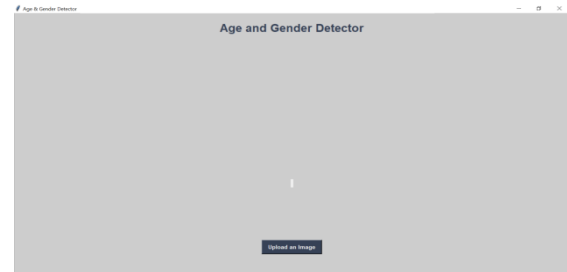 Age & Gender Detector
Age and Gender Detector
Upload an Image